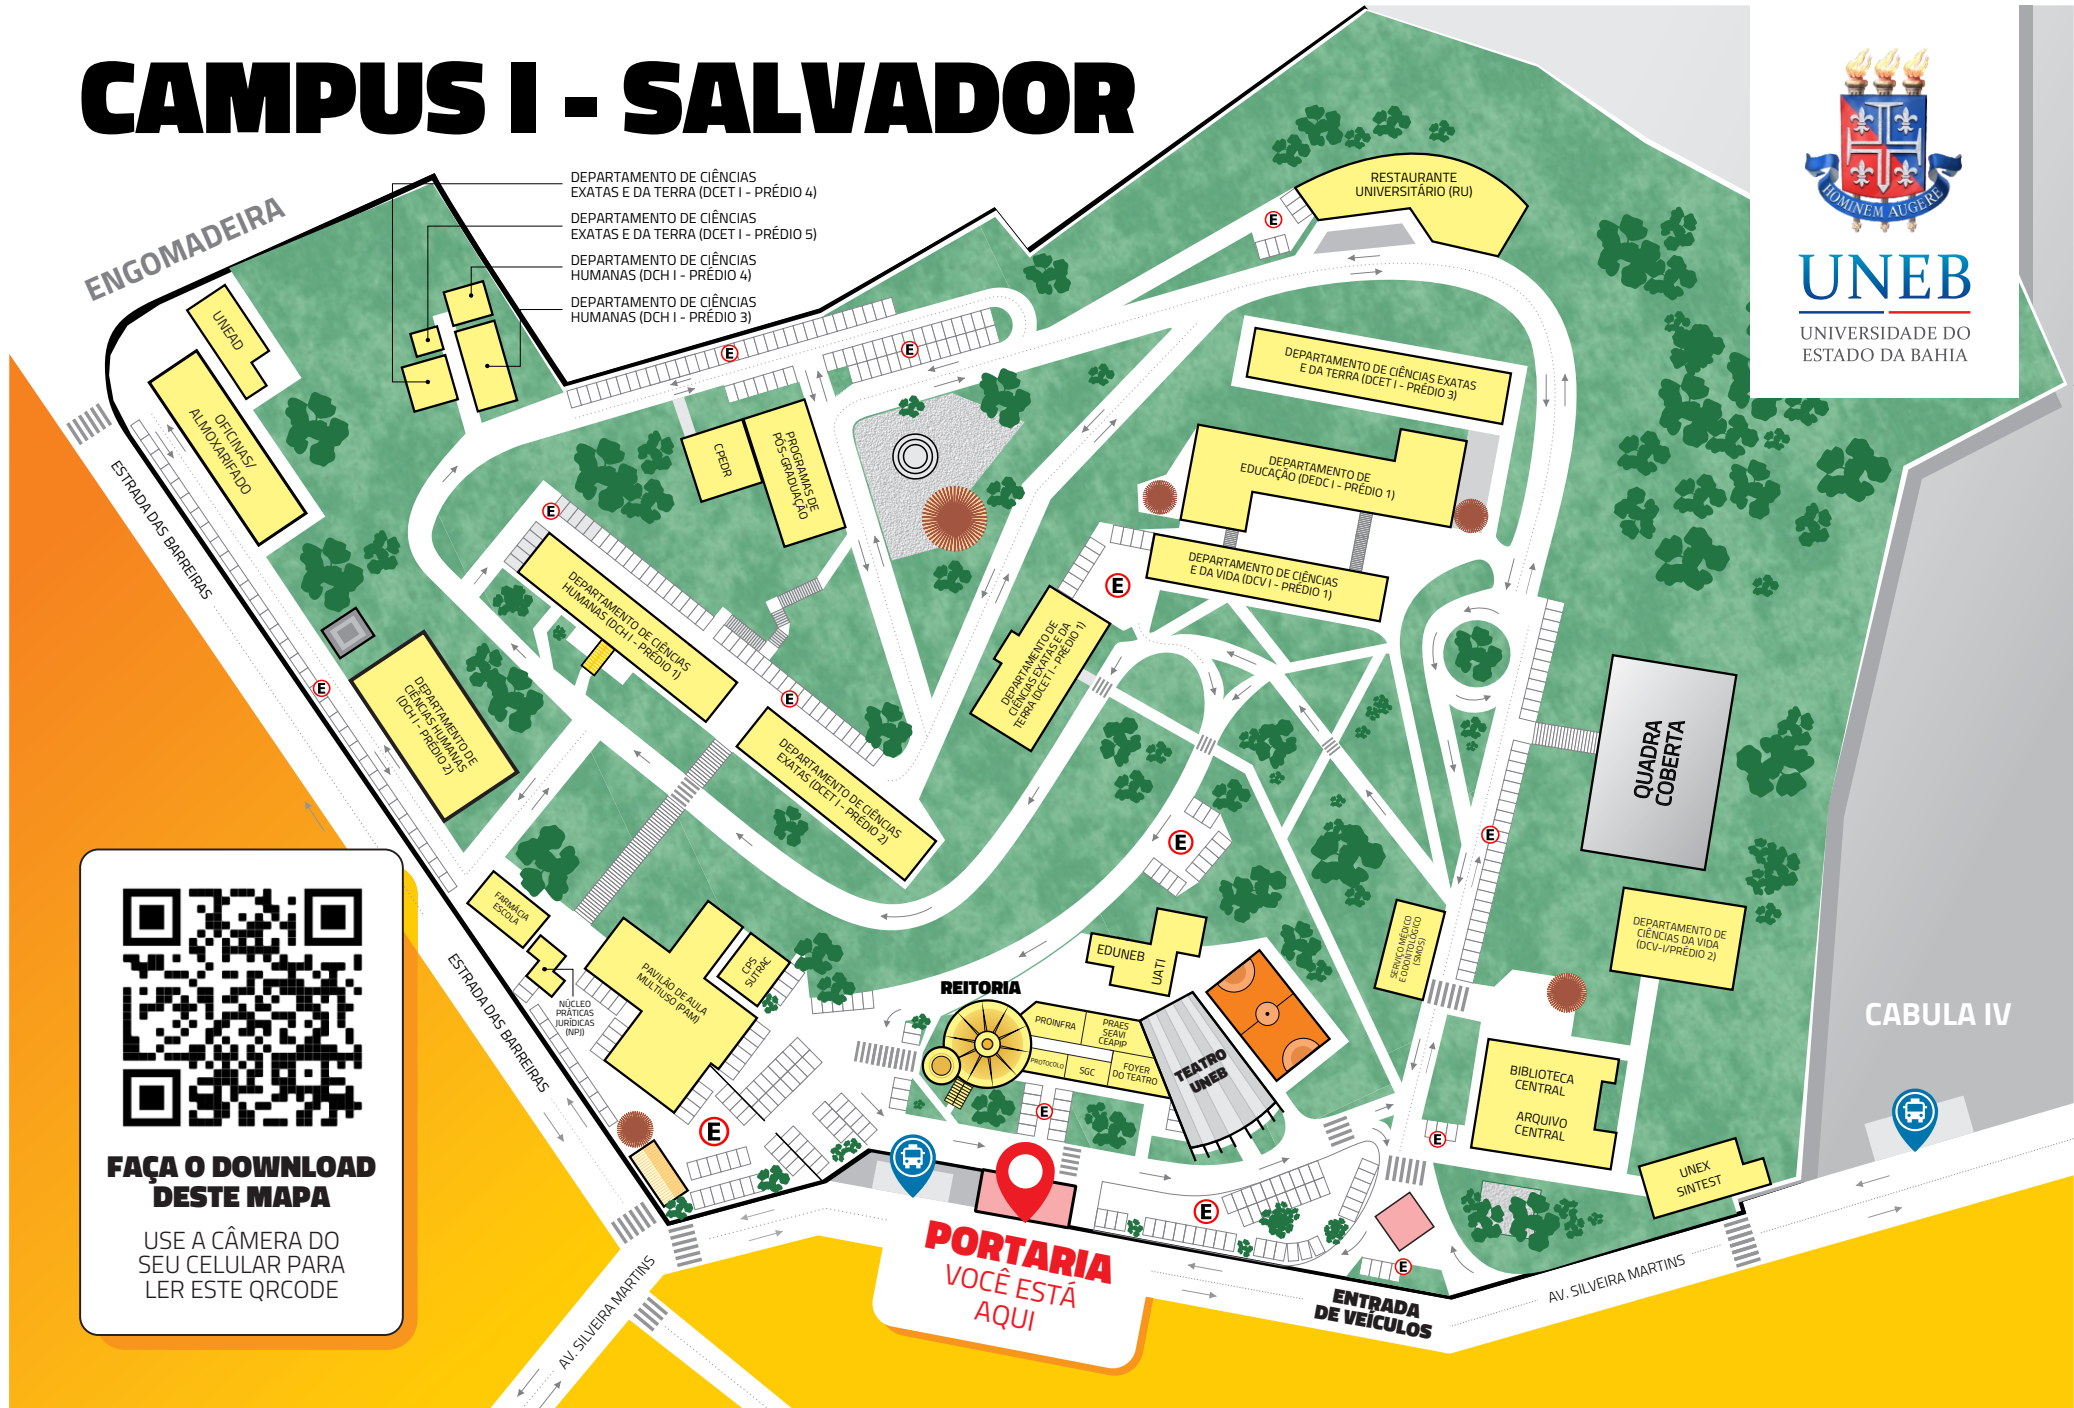 CAMPUS I - SALVADOR
HOMINEM AUGERE
UNEB
UNIVERSIDADE DO
ESTADO DA BAHIA
DEPARTAMENTO DE CIÊNCIAS
EXATAS E DA TERRA (DCET I - PRÉDIO 4)
DEPARTAMENTO DE CIÊNCIAS
EXATAS E DA TERRA (DCET I - PRÉDIO 5)
DEPARTAMENTO DE CIÊNCIAS
HUMANAS (DCH I - PRÉDIO 4)
DEPARTAMENTO DE CIÊNCIAS
HUMANAS (DCH I - PRÉDIO 3)
RESTAURANTE
UNIVERSITÁRIO (RU)
E
ENGOMADEIRA
UNEAD
OFICINAS/
ALMOXARIFADO
E
E
DEPARTAMENTO DE CIÊNCIAS EXATAS
E DA TERRA (DCET I - PRÉDIO 3)
CPEDR
PROGRAMAS DE
PÓS-GRADUAÇÃO
DEPARTAMENTO DE
EDUCAÇÃO (DEDC I - PRÉDIO 1)
ESTRADA DAS BARREIRAS
E
DEPARTAMENTO DE CIÊNCIAS
HUMANAS (DCH I - PRÉDIO 1)
DEPARTAMENTO DE CIÊNCIAS
E DA VIDA (DCV I - PRÉDIO 1)
E
DEPARTAMENTO DE
CIÊNCIAS EXATAS E DA
TERRA (DCET I - PRÉDIO 1)
E
DEPARTAMENTO DE
CIÊNCIAS HUMANAS
(DCH I - PRÉDIO 2)
E
DEPARTAMENTO DE CIÊNCIAS
EXATAS (DCET I - PRÉDIO 2)
QUADRA
COBERTA
E
E
FARMÁCIA
ESCOLA
NÚCLEO
PRÁTICAS
JURÍDICAS
(NPJ)
PAVILÃO DE AULA
MULTIUSO (PAM)
CPS
SUTRAC
EDUNEB
UATI
SERVIÇO MÉDICO
E ODONTOLÓGICO
(SMOS)
DEPARTAMENTO DE
CIÊNCIAS DA VIDA
(DCV-I/PRÉDIO 2)
ESTRADA DAS BARREIRAS
REITORIA
PROINFRA
PRAES
SEAVI
CEAPIP
PROTOCOLO
SGC
FOYER
DO TEATRO
TEATRO
UNEB
CABULA IV
BIBLIOTECA
CENTRAL
ARQUIVO
CENTRAL
E
E
E
UNEX
SINTEST
E
E
FAÇA O DOWNLOAD
DESTE MAPA
USE A CÂMERA DO
SEU CELULAR PARA
LER ESTE QRCODE
PORTARIA
VOCÊ ESTÁ
AQUI
ENTRADA
DE VEÍCULOS
AV. SILVEIRA MARTINS
AV. SILVEIRA MARTINS